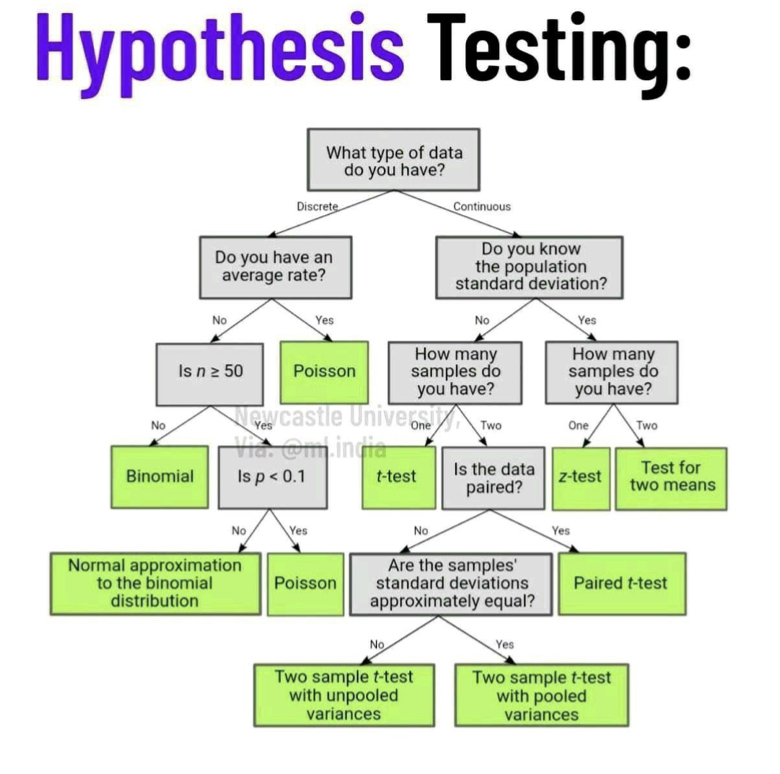 Hypothesis Testing:
What type of data
do you have?
Discrete
Continuous
Do you have an
average rate?
Do you know
the population
standard deviation?
No
Yes
No
Yes
Is n ≥ 50
Poisson
How many
samples do
you have?
How many
samples do
you have?
Newcastle University,
Via: @ml.india
No
Yes
One
Two
One
Two
Binomial
Is p < 0.1
t-test
Is the data
paired?
z-test
Test for
two means
No
Yes
No
Yes
Normal approximation
to the binomial
distribution
Poisson
Are the samples'
standard deviations
approximately equal?
Paired t-test
No
Yes
Two sample t-test
with unpooled
variances
Two sample t-test
with pooled
variances